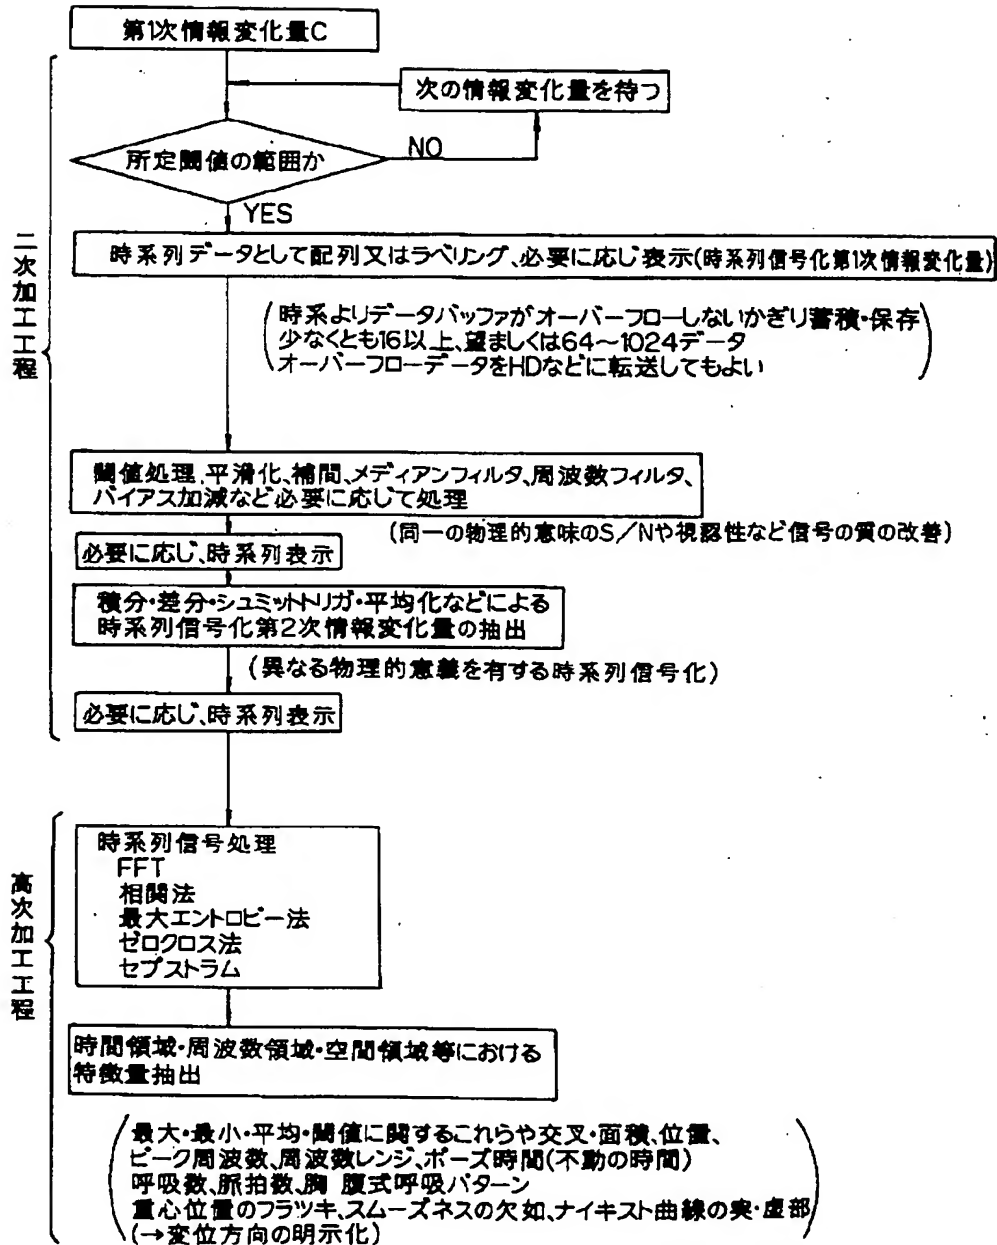 第1次情報変化量C
次の情報変化量を待つ
所定閾値の範囲か
NO
YES
二次加工工程
時系列データとして配列又はラベリング、必要に応じ表示(時系列信号化第1次情報変化量)
(時系よりデータバッファがオーバーフローしないかぎり蓄積・保存
少なくとも16以上、望ましくは64〜1024データ
オーバーフローデータをHDなどに転送してもよい)
閾値処理、平滑化、補間、メディアンフィルタ、周波数フィルタ、
バイアス加減など必要に応じて処理
(同一の物理的意味のS/Nや視認性など信号の質の改善)
必要に応じ、時系列表示
積分・差分・シュミットトリガ・平均化などによる
時系列信号化第2次情報変化量の抽出
(異なる物理的意義を有する時系列信号化)
必要に応じ、時系列表示
高次加工工程
時系列信号処理
FFT
相関法
最大エントロピー法
ゼロクロス法
セプストラム
時間領域・周波数領域・空間領域等における
特徴量抽出
(最大・最小・平均・閾値に関するこれらや交叉・面積、位置、
ピーク周波数、周波数レンジ、ポーズ時間(不動の時間)
呼吸数、脈拍数、胸 腹式呼吸パターン
重心位置のフラツキ、スムーズネスの欠如、ナイキスト曲線の実・虚部
(→変位方向の明示化))